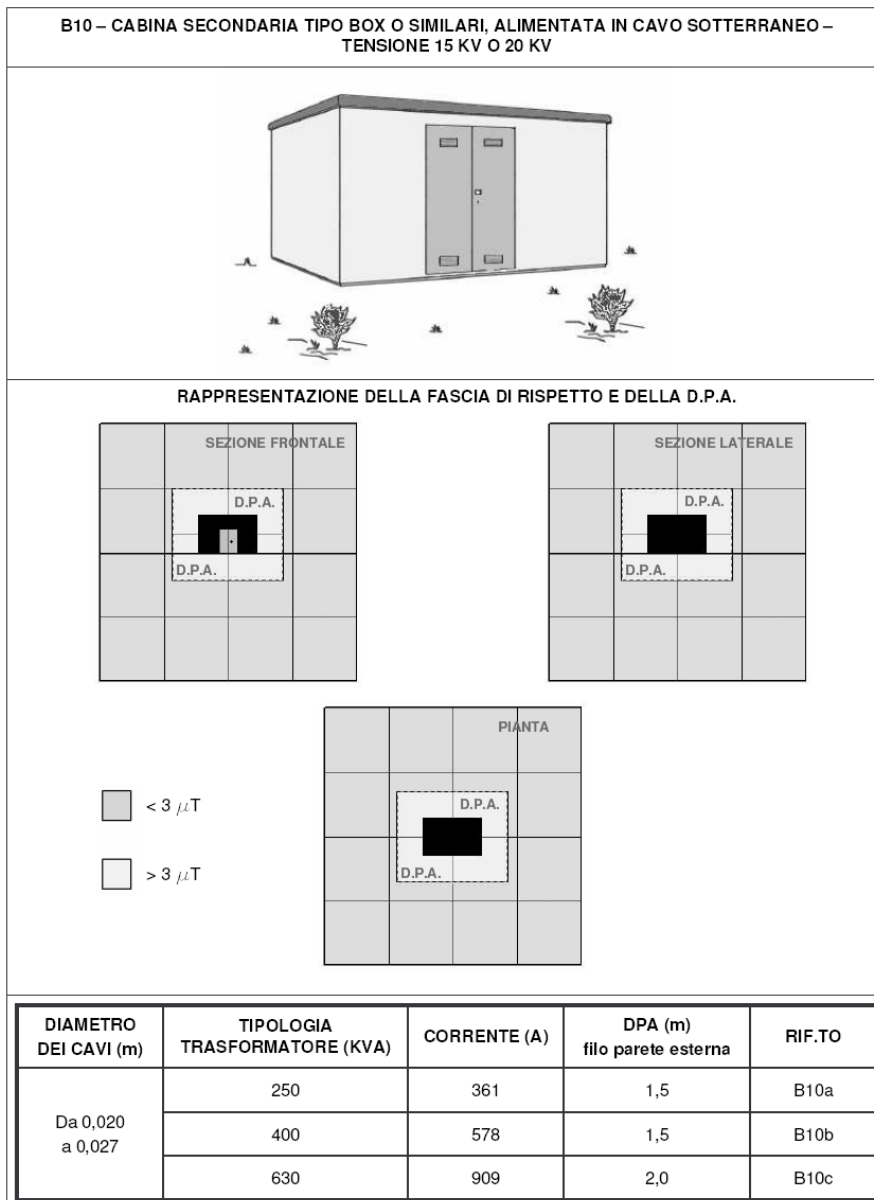 B10 – CABINA SECONDARIA TIPO BOX O SIMILARI, ALIMENTATA IN CAVO SOTTERRANEO –
TENSIONE 15 KV O 20 KV
RAPPRESENTAZIONE DELLA FASCIA DI RISPETTO E DELLA D.P.A.
SEZIONE FRONTALE
D.P.A.
D.P.A.
SEZIONE LATERALE
D.P.A.
D.P.A.
PIANTA
D.P.A.
D.P.A.
< 3 μT
> 3 μT
DIAMETRO
DEI CAVI (m)
TIPOLOGIA
TRASFORMATORE (KVA)
CORRENTE (A)
DPA (m)
filo parete esterna
RIF.TO
Da 0,020
a 0,027
250
361
1,5
B10a
400
578
1,5
B10b
630
909
2,0
B10c